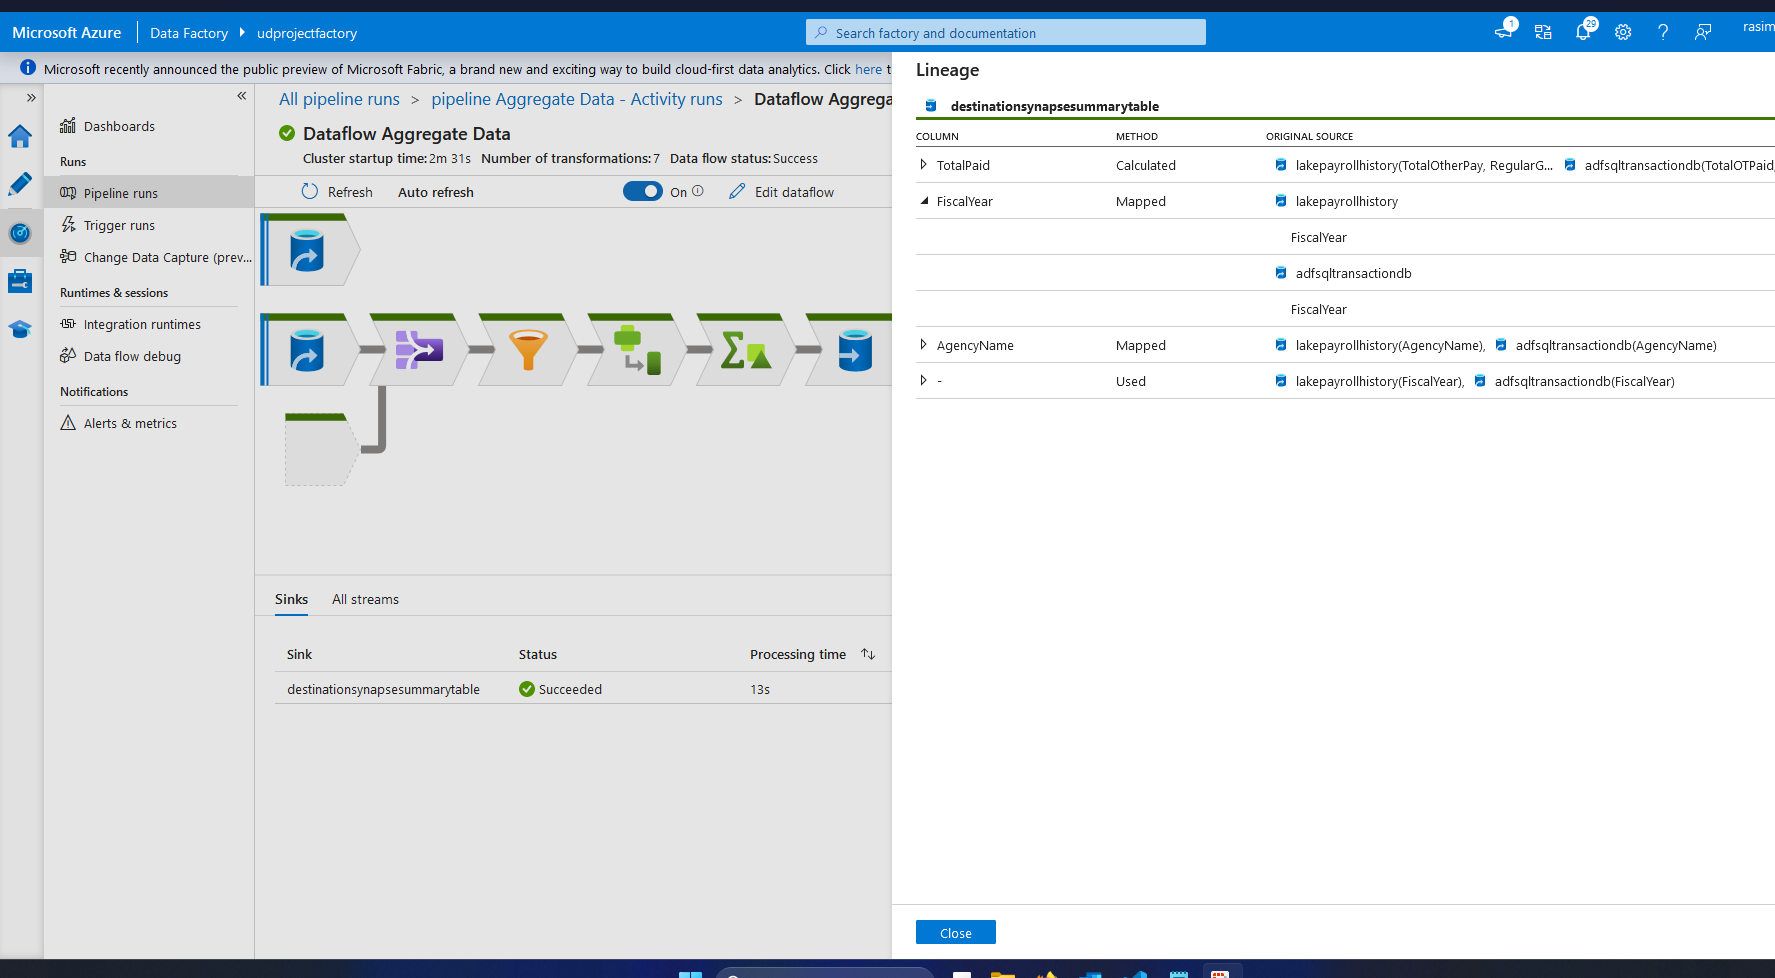 Microsoft Azure
Data Factory
udprojectfactory
Search factory and documentation
1
29
rasim
Microsoft recently announced the public preview of Microsoft Fabric, a brand new and exciting way to build cloud-first data analytics. Click here t
Dashboards
Runs
Pipeline runs
Trigger runs
Change Data Capture (prev...
Runtimes & sessions
Integration runtimes
Data flow debug
Notifications
Alerts & metrics
All pipeline runs > pipeline Aggregate Data - Activity runs > Dataflow Aggrega
Dataflow Aggregate Data
Cluster startup time: 2m 31s Number of transformations: 7 Data flow status: Success
Refresh Auto refresh On Edit dataflow
Sinks All streams
Sink Status Processing time
destinationsynapsesummarytable Succeeded 13s
Lineage
destinationsynapsesummarytable
COLUMN METHOD ORIGINAL SOURCE
TotalPaid Calculated lakepayrollhistory(TotalOtherPay, RegularG... adfsqltransactiondb(TotalOTPaid,
FiscalYear Mapped lakepayrollhistory
FiscalYear
adfsqltransactiondb
FiscalYear
AgencyName Mapped lakepayrollhistory(AgencyName), adfsqltransactiondb(AgencyName)
- Used lakepayrollhistory(FiscalYear), adfsqltransactiondb(FiscalYear)
Close